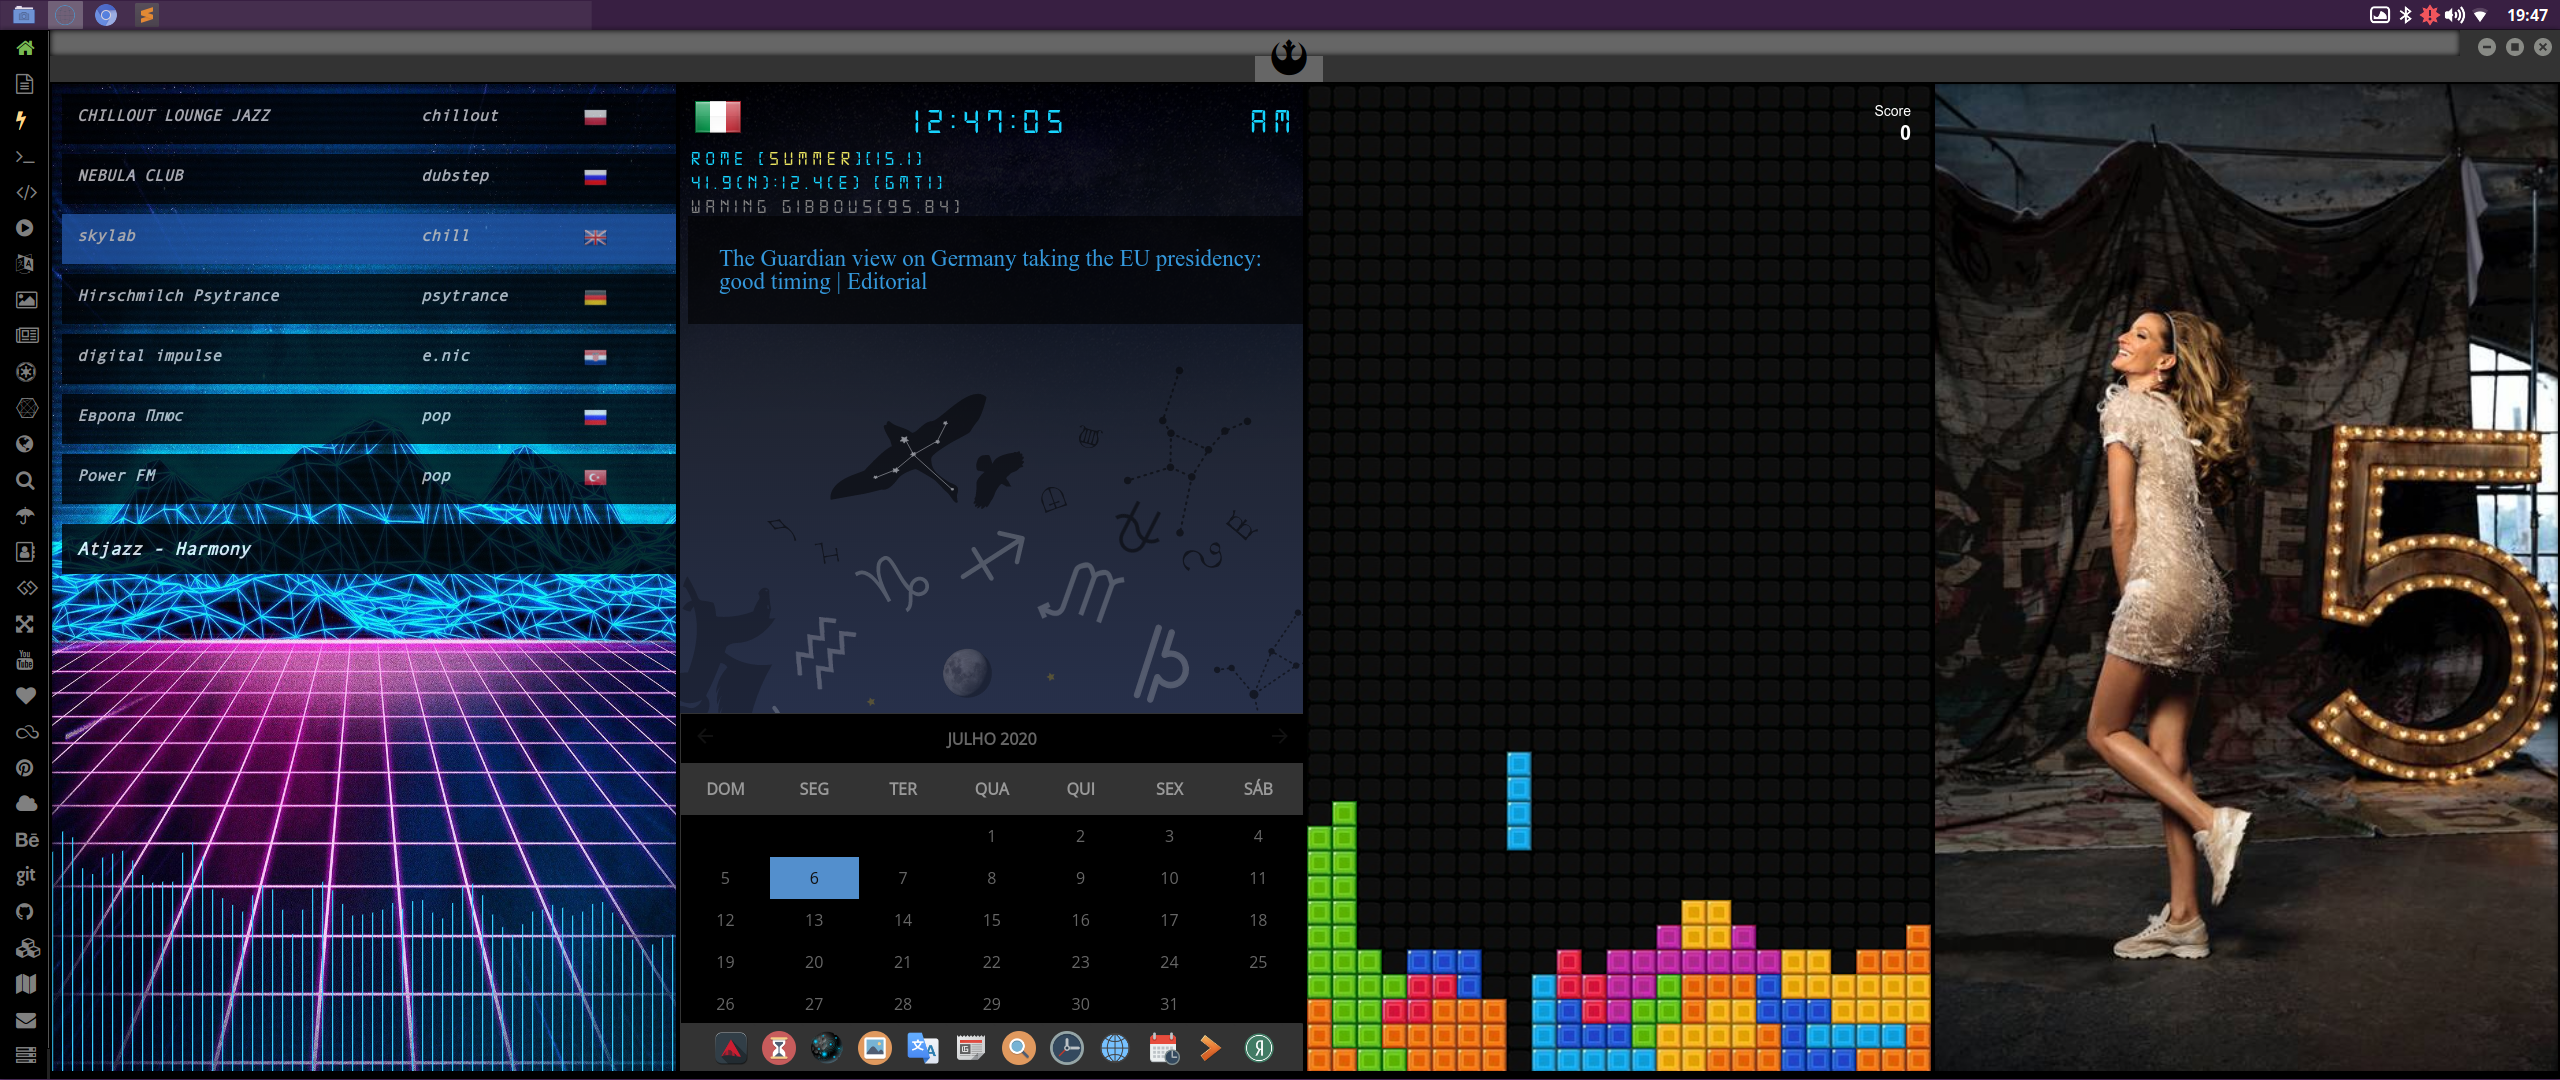 19:47
CHILLOUT LOUNGE JAZZ chillout
NEBULA CLUB dubstep
skylab chill
Hirschmilch Psytrance psytrance
digital impulse e.nic
Европа Плюс pop
Power FM pop
Atjazz - Harmony
12:47:05 AM
ROME [SUMMER][15.1]
41.9(N):12.4(E) [GMT1]
WANING GIBBOUS[95.84]
The Guardian view on Germany taking the EU presidency:
good timing | Editorial
JULHO 2020
DOM SEG TER QUA QUI SEX SÁB
1 2 3 4
5 6 7 8 9 10 11
12 13 14 15 16 17 18
19 20 21 22 23 24 25
26 27 28 29 30 31
Score
0
5
You
Tube
Bē
git